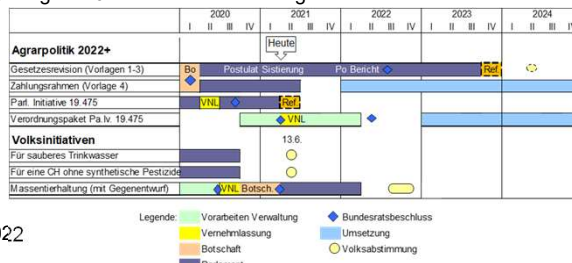 2020 2021 2022 2023 2024
I II III IV I II III IV I II III IV I II III IV I II III
Heute
Agrarpolitik 2022+
Gesetzesrevision (Vorlagen 1-3) Bo Postulat Sistierung Po Bericht Ref.
Zahlungsrahmen (Vorlage 4)
Parl. Initiative 19.475 VNL Ref.
Verordnungspaket Pa.Iv. 19.475 VNL
Volksinitiativen 13.6.
Für sauberes Trinkwasser
Für eine CH ohne synthetische Pestizide
Massentierhaltung (mit Gegenentwurf) VNL Botsch.
Legende: Vorarbeiten Verwaltung Bundesratsbeschluss
Vernehmlassung Umsetzung
Botschaft Volksabstimmung